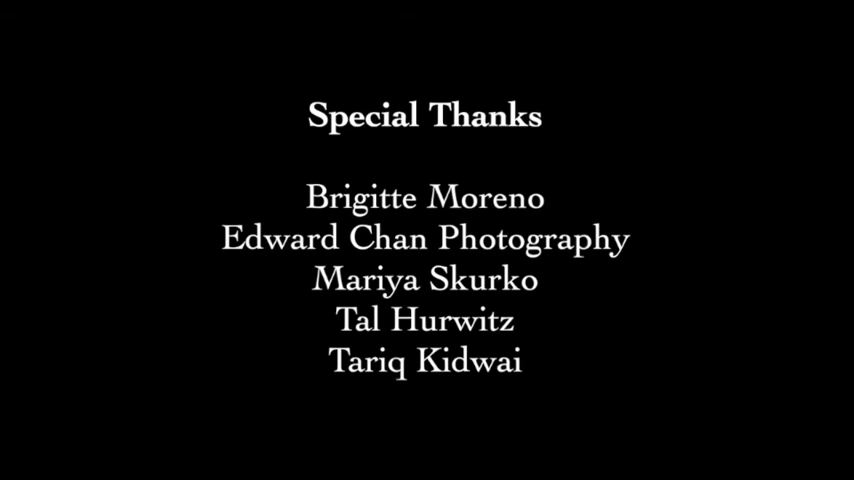 Special Thanks
Brigitte Moreno
Edward Chan Photography
Mariya Skurko
Tal Hurwitz
Tariq Kidwai